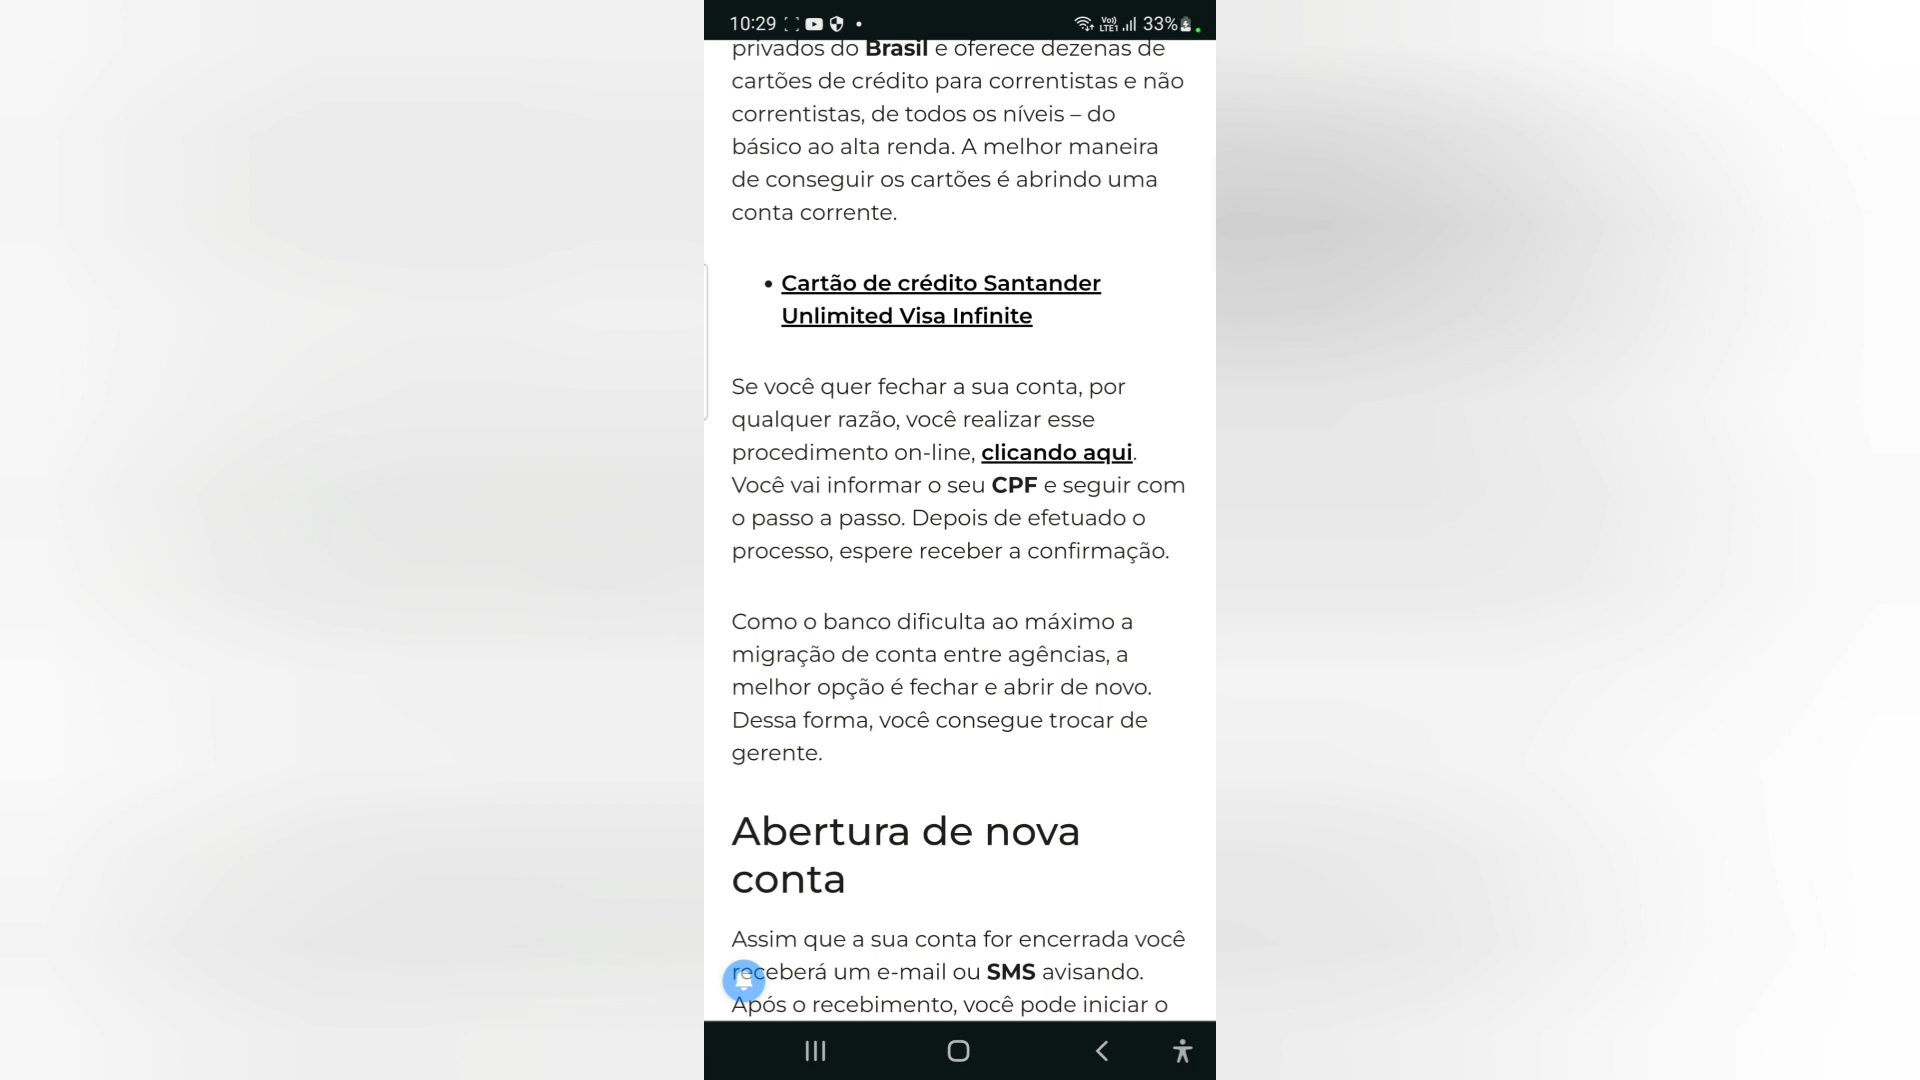 10:29
VoLTE1 33%
privados do Brasil e oferece dezenas de
cartões de crédito para correntistas e não
correntistas, de todos os níveis – do
básico ao alta renda. A melhor maneira
de conseguir os cartões é abrindo uma
conta corrente.
• Cartão de crédito Santander
Unlimited Visa Infinite
Se você quer fechar a sua conta, por
qualquer razão, você realizar esse
procedimento on-line, clicando aqui.
Você vai informar o seu CPF e seguir com
o passo a passo. Depois de efetuado o
processo, espere receber a confirmação.
Como o banco dificulta ao máximo a
migração de conta entre agências, a
melhor opção é fechar e abrir de novo.
Dessa forma, você consegue trocar de
gerente.
Abertura de nova
conta
Assim que a sua conta for encerrada você
receberá um e-mail ou SMS avisando.
Após o recebimento, você pode iniciar o